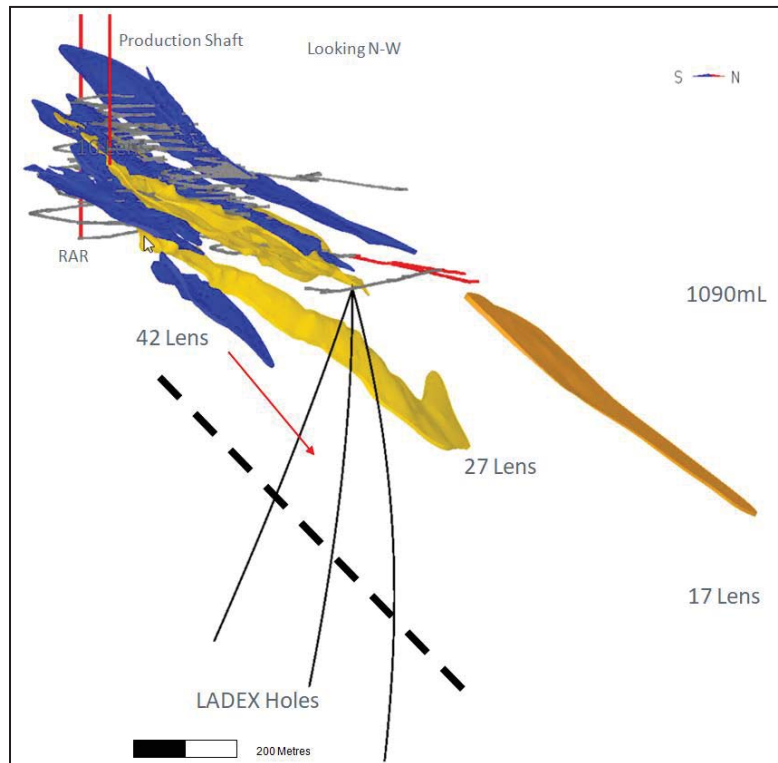 Production Shaft
Looking N-W
S N
RAR
1090mL
42 Lens
27 Lens
17 Lens
LADEX Holes
200 Metres